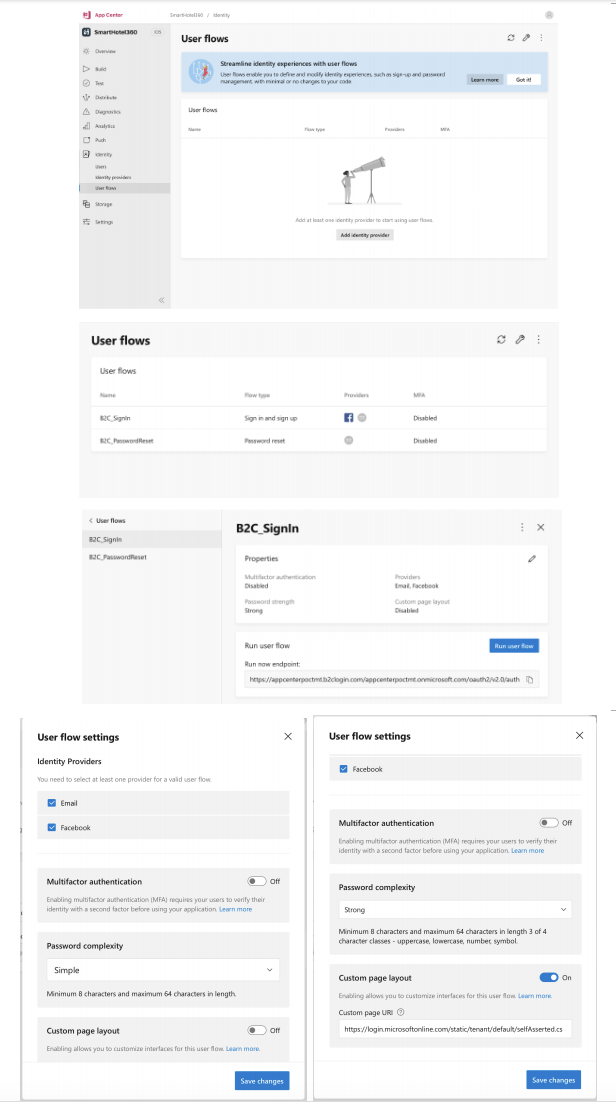 App Center
SmartHotel360 / Identity
SmartHotel360 iOS
Overview
Build
Test
Distribute
Diagnostics
Analytics
Push
Identity
Users
Identity providers
User flows
Storage
Settings
User flows
Streamline identity experiences with user flows
User flows enable you to define and modify identity experiences, such as sign-up and password
management, with minimal or no changes to your code.
Learn more
Got it!
User flows
Name Flow type Providers MFA
Add at least one identity provider to start using user flows.
Add identity provider
User flows
User flows
Name Flow type Providers MFA
B2C_SignIn Sign in and sign up Disabled
B2C_PasswordReset Password reset Disabled
User flows
B2C_SignIn
B2C_PasswordReset
B2C_SignIn
Properties
Multifactor authentication Providers
Disabled Email, Facebook
Password strength Custom page layout
Strong Disabled
Run user flow Run user flow
Run now endpoint:
https://appcenterpoctmt.b2clogin.com/appcenterpoctmt.onmicrosoft.com/oauth2/v2.0/auth
User flow settings
Identity Providers
You need to select at least one provider for a valid user flow.
Email
Facebook
Multifactor authentication Off
Enabling multifactor authentication (MFA) requires your users to verify their
identity with a second factor before using your application. Learn more
Password complexity
Simple
Minimum 8 characters and maximum 64 characters in length.
Custom page layout Off
Enabling allows you to customize interfaces for this user flow. Learn more.
Save changes
User flow settings
Facebook
Multifactor authentication Off
Enabling multifactor authentication (MFA) requires your users to verify their
identity with a second factor before using your application. Learn more
Password complexity
Strong
Minimum 8 characters and maximum 64 characters in length 3 of 4
character classes - uppercase, lowercase, number, symbol.
Custom page layout On
Enabling allows you to customize interfaces for this user flow. Learn more.
Custom page URI
https://login.microsoftonline.com/static/tenant/default/selfAsserted.cs
Save changes